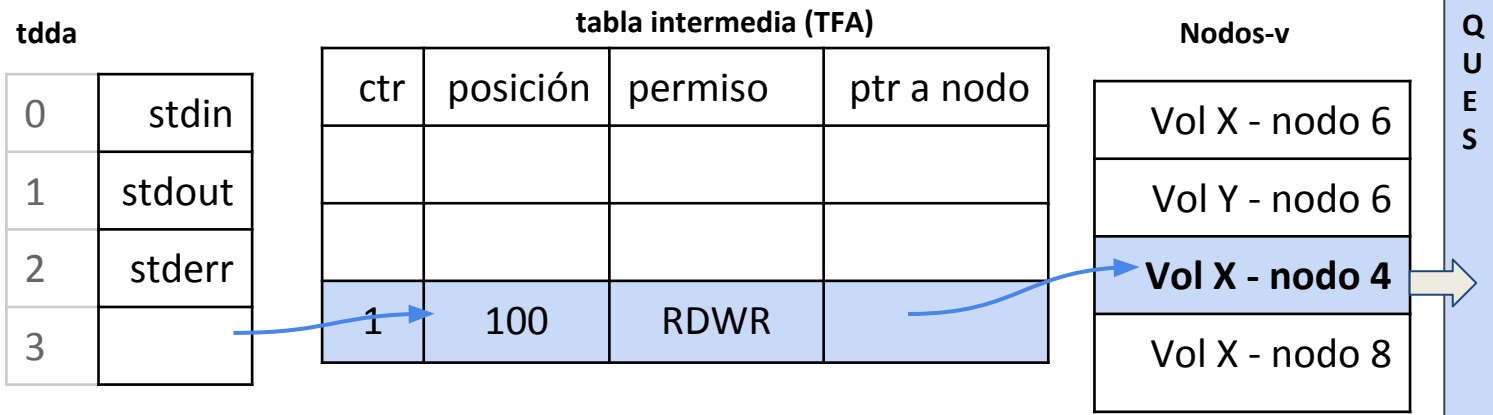 tdda
0 stdin
1 stdout
2 stderr
3
tabla intermedia (TFA)
ctr posición permiso ptr a nodo
1 100 RDWR
Nodos-v
Vol X - nodo 6
Vol Y - nodo 6
Vol X - nodo 4
Vol X - nodo 8
Q
U
E
S